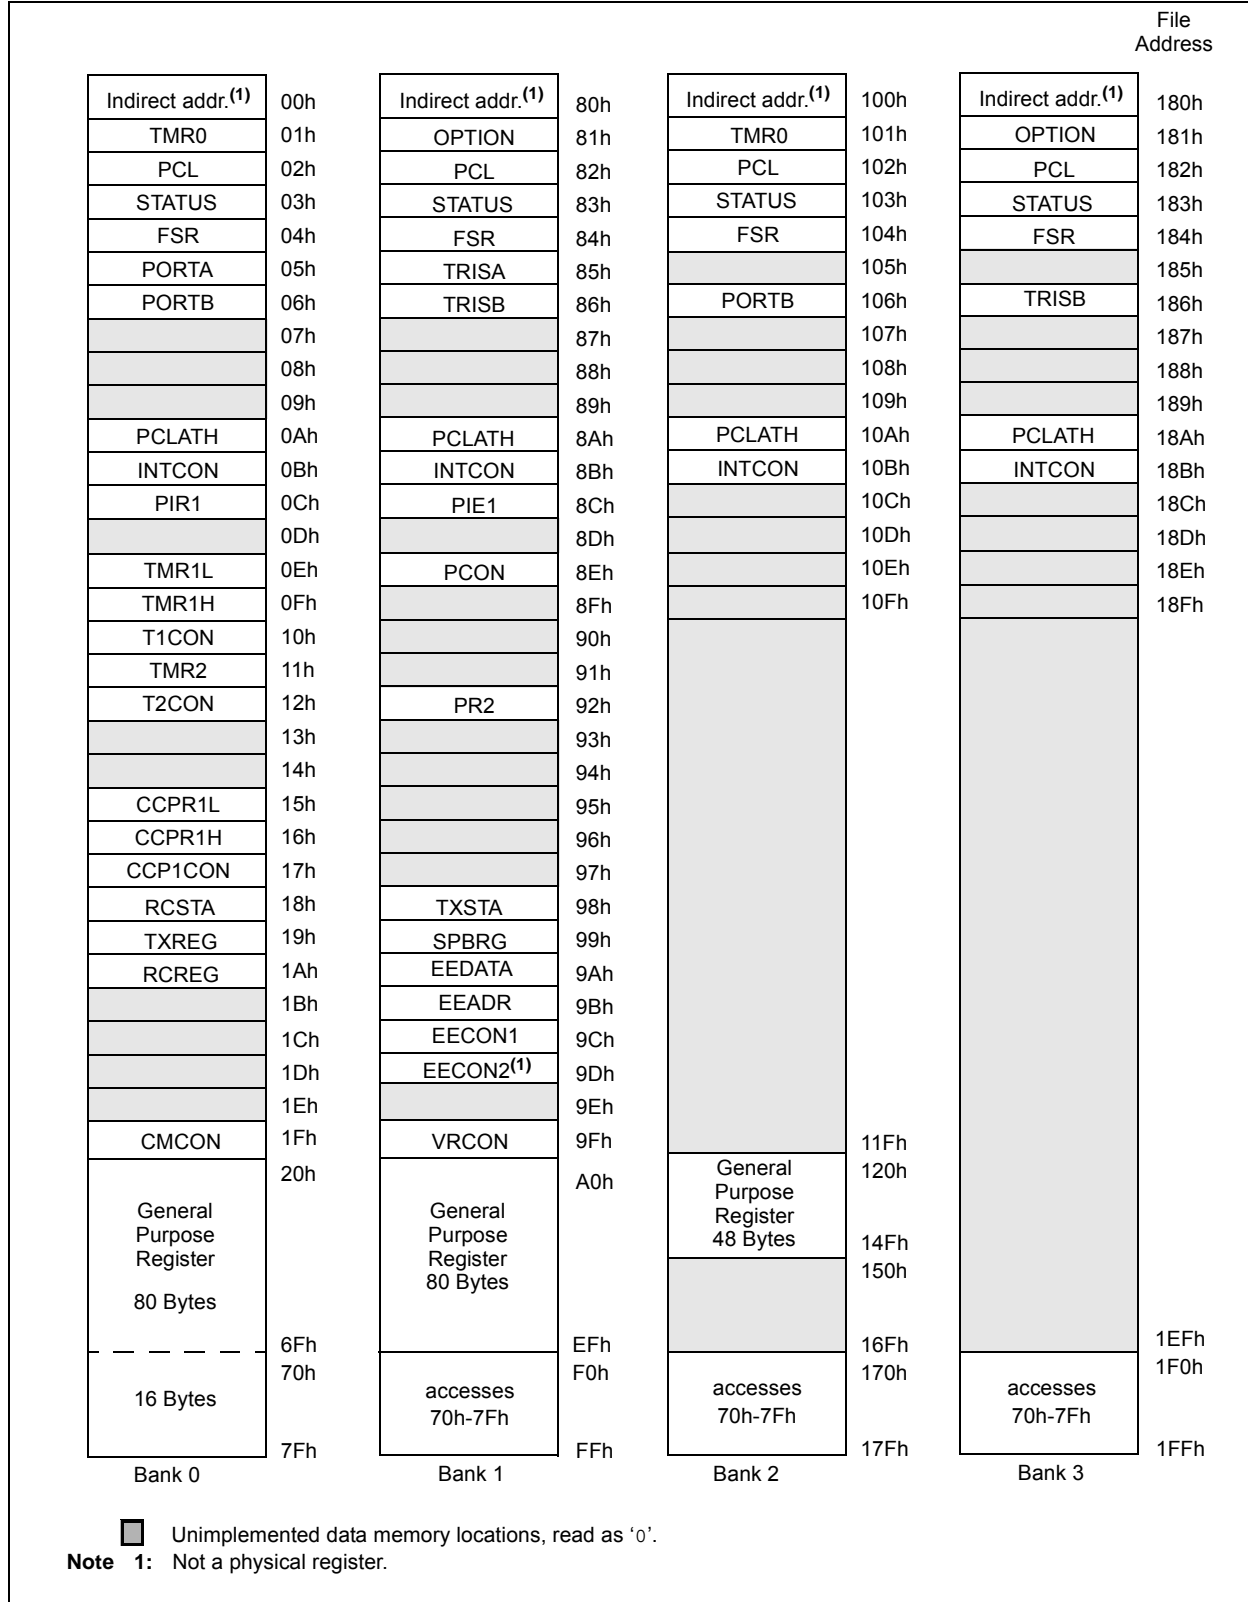 File
Address
Indirect addr.(1) 00h Indirect addr.(1) 80h Indirect addr.(1) 100h Indirect addr.(1) 180h
TMR0 01h OPTION 81h TMR0 101h OPTION 181h
PCL 02h PCL 82h PCL 102h PCL 182h
STATUS 03h STATUS 83h STATUS 103h STATUS 183h
FSR 04h FSR 84h FSR 104h FSR 184h
PORTA 05h TRISA 85h 105h 185h
PORTB 06h TRISB 86h PORTB 106h TRISB 186h
07h 87h 107h 187h
08h 88h 108h 188h
09h 89h 109h 189h
PCLATH 0Ah PCLATH 8Ah PCLATH 10Ah PCLATH 18Ah
INTCON 0Bh INTCON 8Bh INTCON 10Bh INTCON 18Bh
PIR1 0Ch PIE1 8Ch 10Ch 18Ch
0Dh 8Dh 10Dh 18Dh
TMR1L 0Eh PCON 8Eh 10Eh 18Eh
TMR1H 0Fh 8Fh 10Fh 18Fh
T1CON 10h 90h
TMR2 11h 91h
T2CON 12h PR2 92h
13h 93h
14h 94h
CCPR1L 15h 95h
CCPR1H 16h 96h
CCP1CON 17h 97h
RCSTA 18h TXSTA 98h
TXREG 19h SPBRG 99h
RCREG 1Ah EEDATA 9Ah
1Bh EEADR 9Bh
1Ch EECON1 9Ch
1Dh EECON2(1) 9Dh
1Eh 9Eh
CMCON 1Fh VRCON 9Fh 11Fh
20h A0h General 120h
General General Purpose
Purpose Purpose Register
Register Register 48 Bytes 14Fh
80 Bytes 80 Bytes 150h
6Fh EFh 16Fh 1EFh
70h F0h 170h 1F0h
16 Bytes accesses accesses accesses
70h-7Fh 70h-7Fh 70h-7Fh
7Fh FFh 17Fh 1FFh
Bank 0 Bank 1 Bank 2 Bank 3
Unimplemented data memory locations, read as ‘0’.
Note 1: Not a physical register.